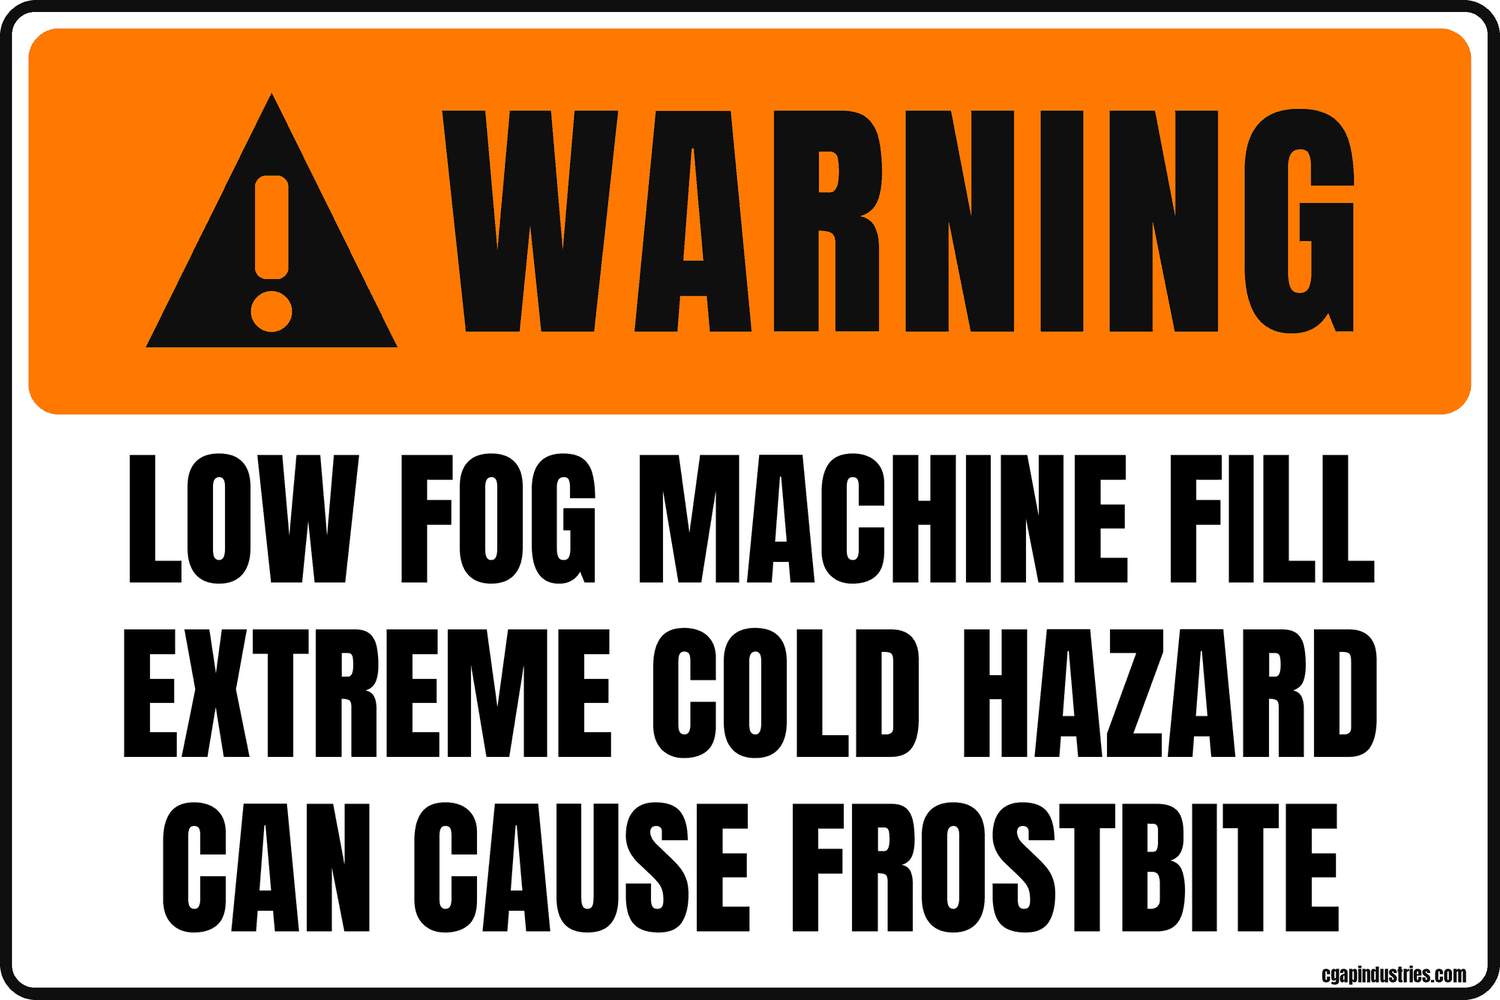 WARNING
LOW FOG MACHINE FILL
EXTREME COLD HAZARD
CAN CAUSE FROSTBITE
cgapindustries.com